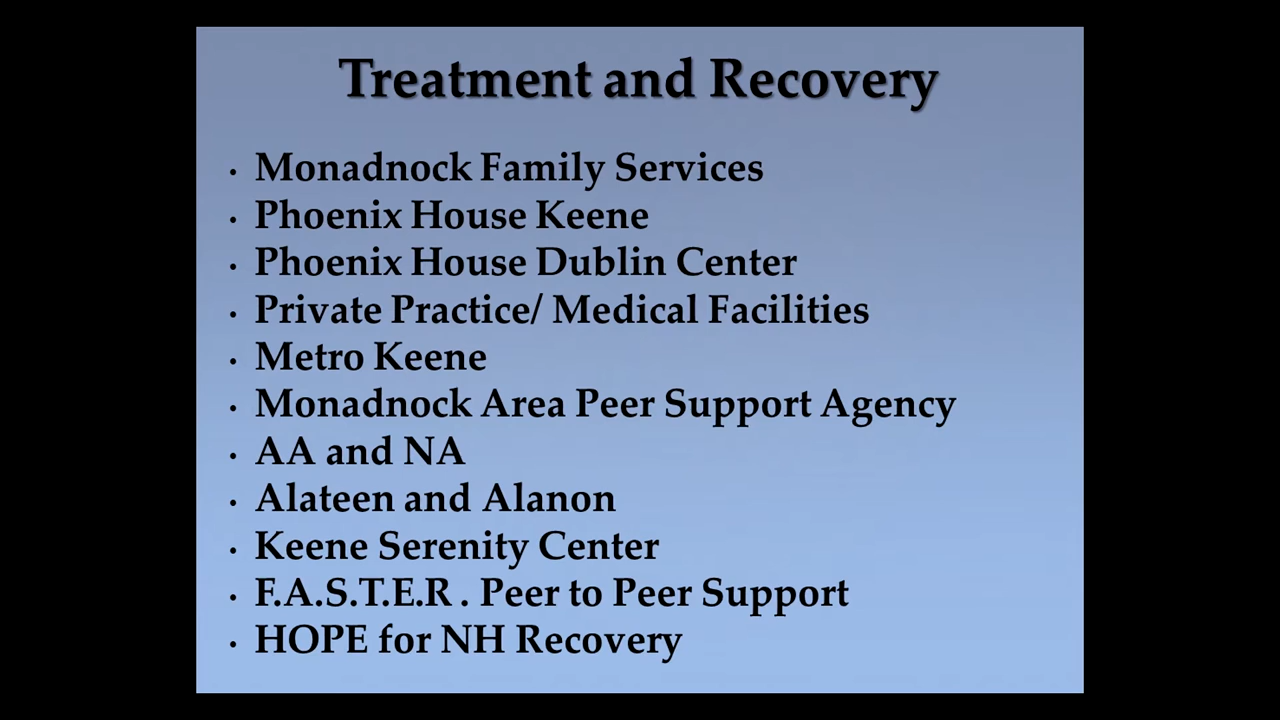 Treatment and Recovery
• Monadnock Family Services
• Phoenix House Keene
• Phoenix House Dublin Center
• Private Practice/ Medical Facilities
• Metro Keene
• Monadnock Area Peer Support Agency
• AA and NA
• Alateen and Alanon
• Keene Serenity Center
• F.A.S.T.E.R . Peer to Peer Support
• HOPE for NH Recovery